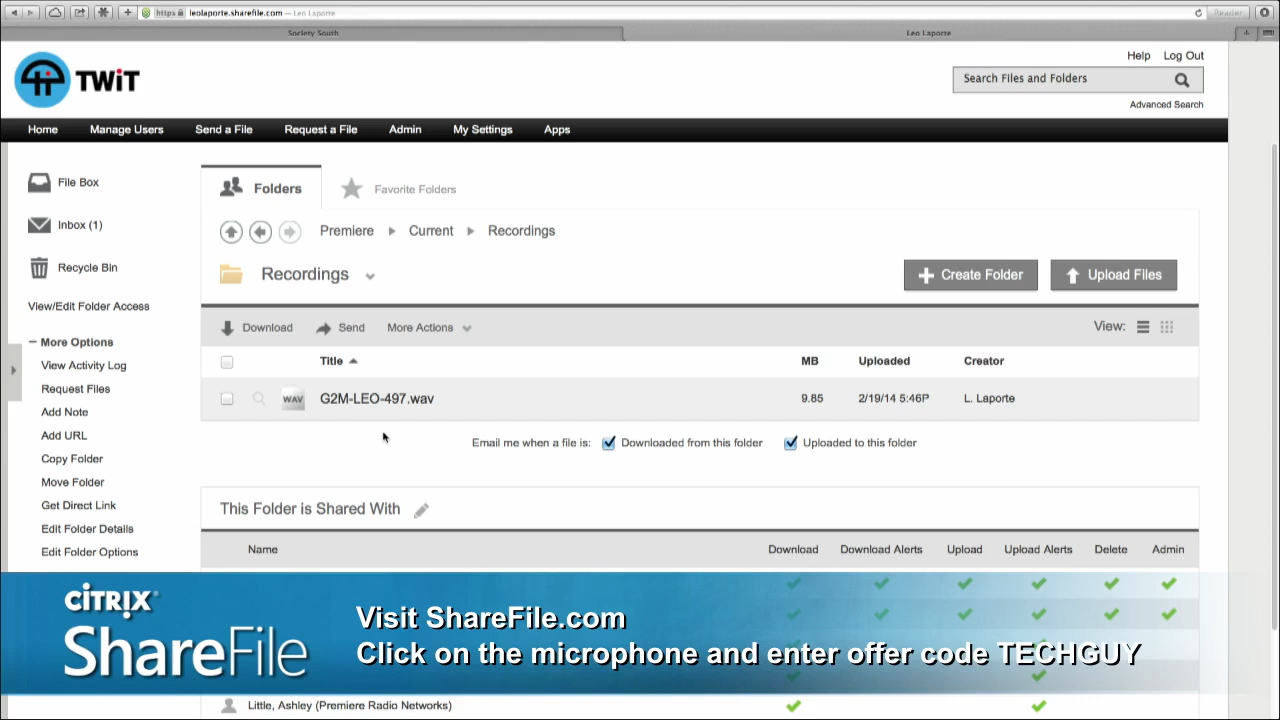 https leolaporte.sharefile.com — Leo Laporte
Reader
Society South
Leo Laporte
TWiT
Help
Log Out
Search Files and Folders
Advanced Search
Home
Manage Users
Send a File
Request a File
Admin
My Settings
Apps
File Box
Inbox (1)
Recycle Bin
View/Edit Folder Access
More Options
View Activity Log
Request Files
Add Note
Add URL
Copy Folder
Move Folder
Get Direct Link
Edit Folder Details
Edit Folder Options
Folders
Favorite Folders
Premiere
Current
Recordings
Recordings
Create Folder
Upload Files
Download
Send
More Actions
View:
Title
MB
Uploaded
Creator
WAV
G2M-LEO-497.wav
9.85
2/19/14 5:46P
L. Laporte
Email me when a file is:
Downloaded from this folder
Uploaded to this folder
This Folder is Shared With
Name
Download
Download Alerts
Upload
Upload Alerts
Delete
Admin
CITRIX
ShareFile
Visit ShareFile.com
Click on the microphone and enter offer code TECHGUY
Little, Ashley (Premiere Radio Networks)